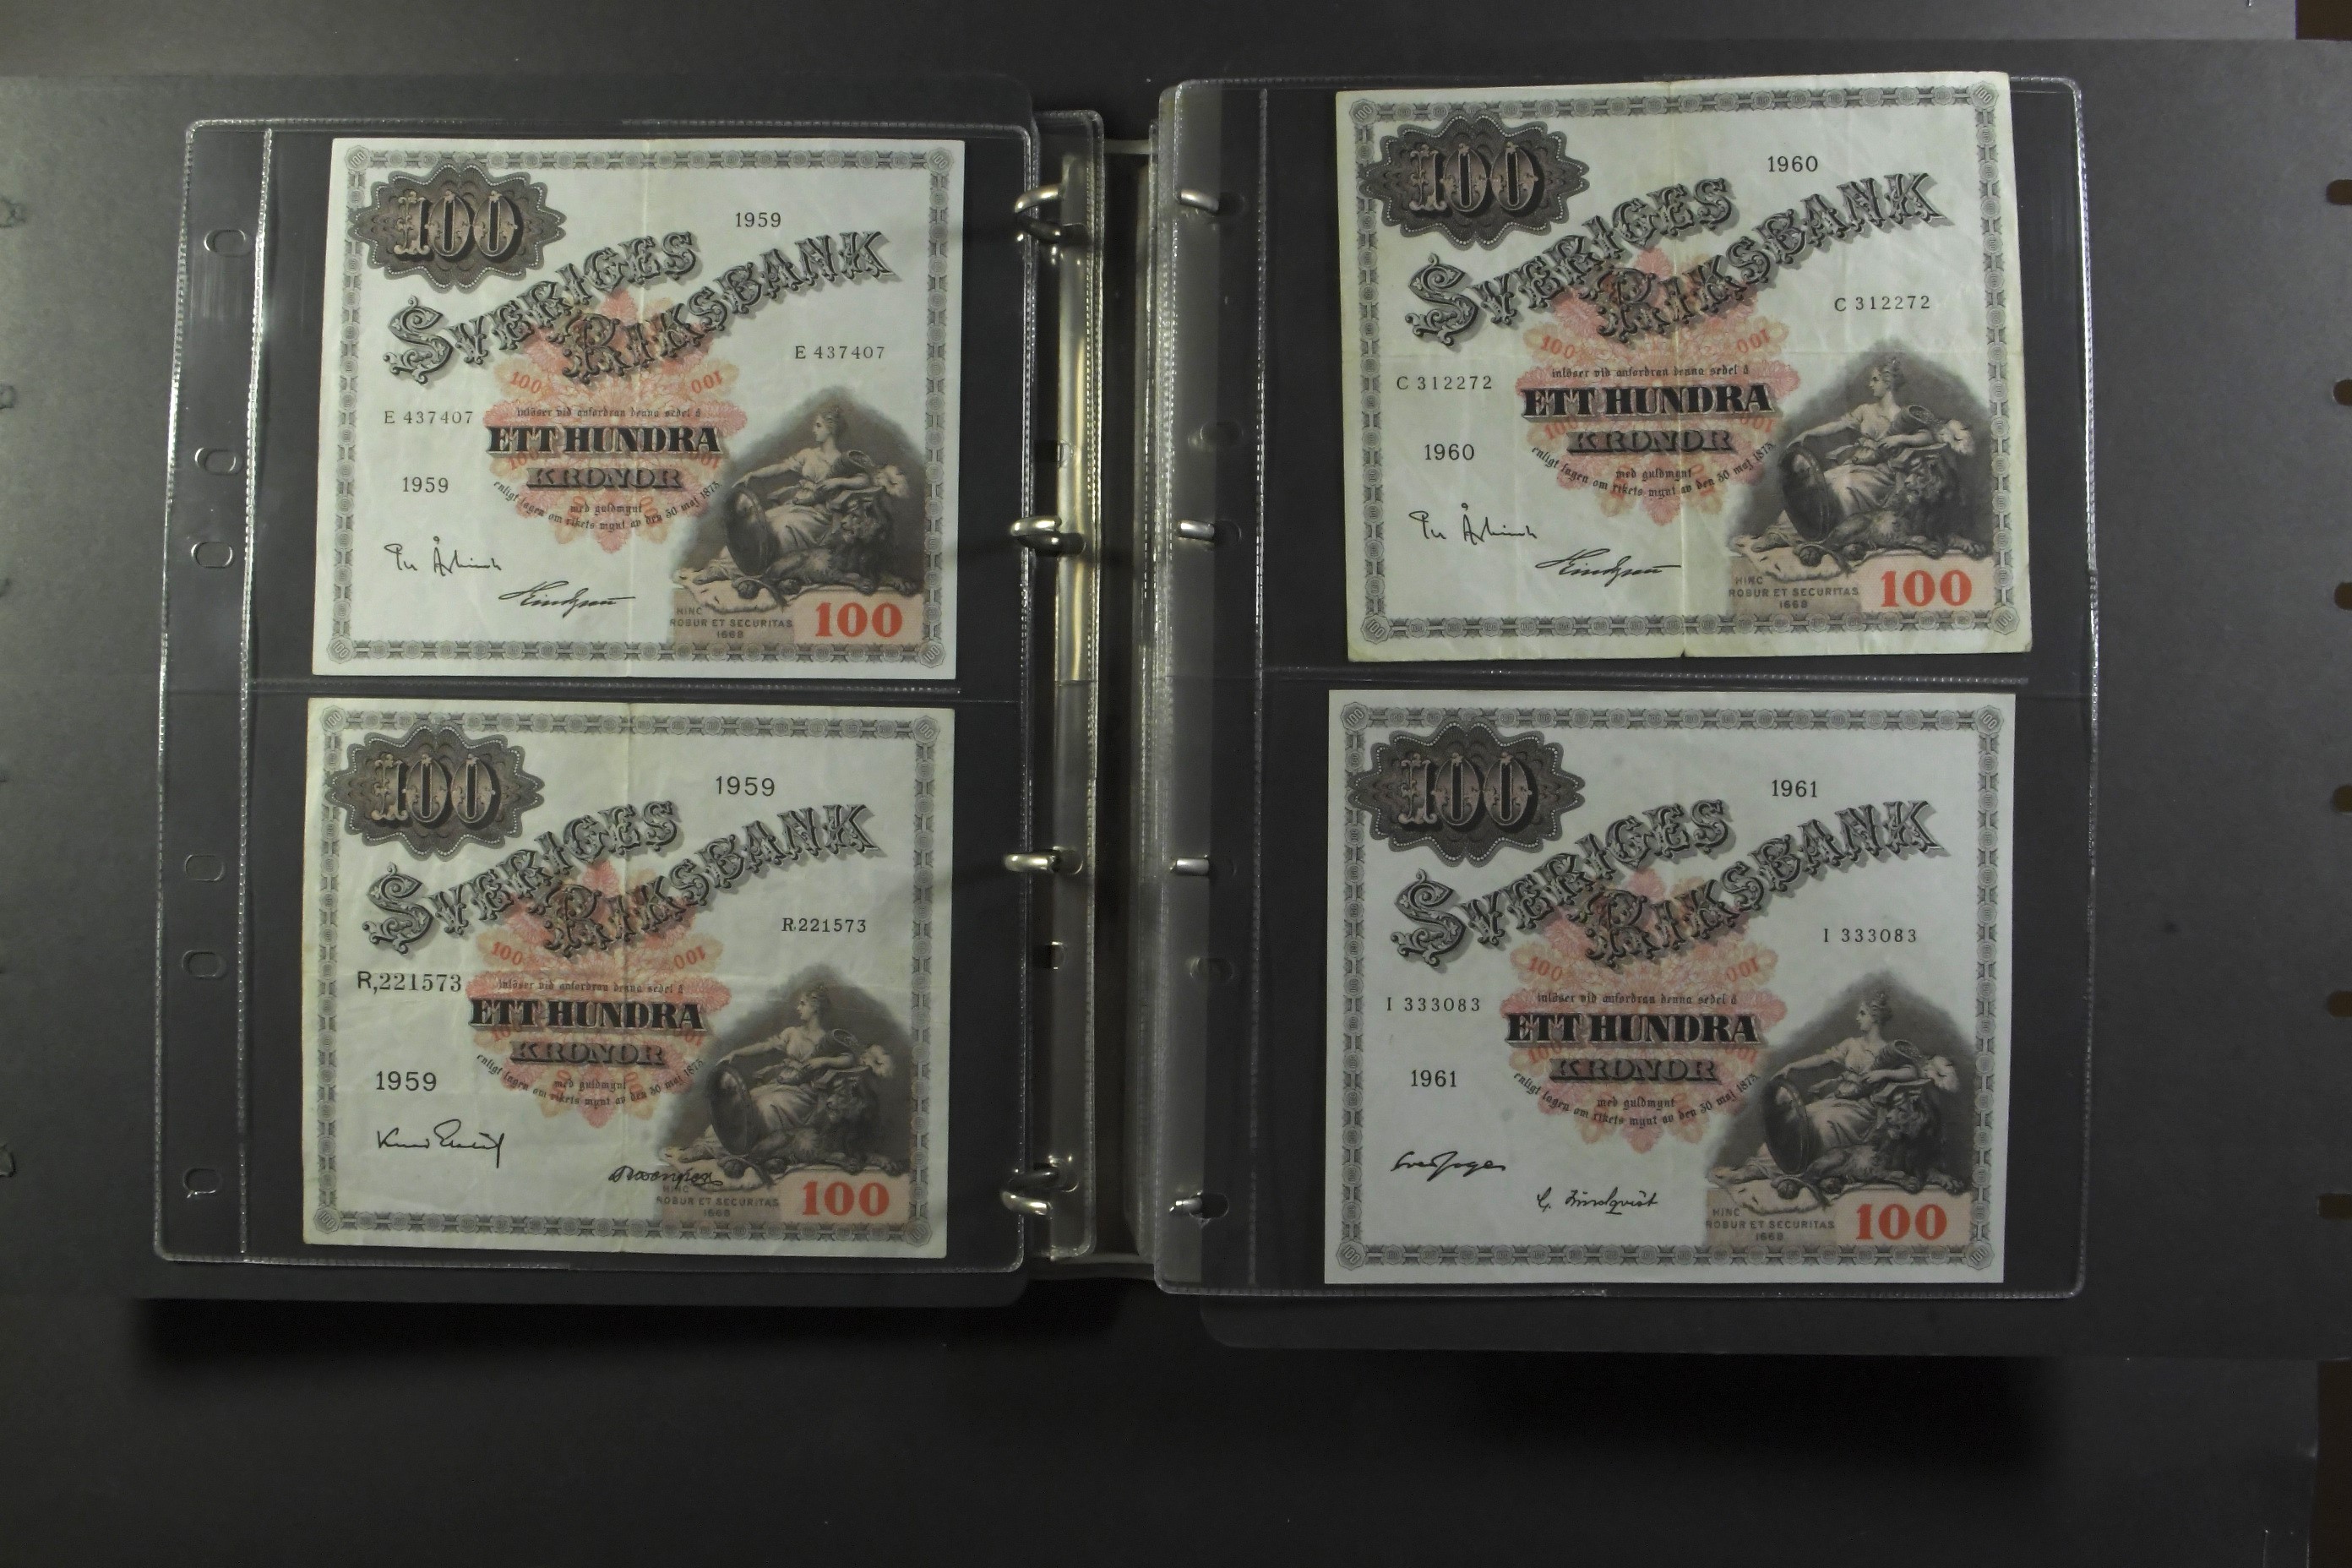 100
1959
SVERIGES
RIKSBANK
E 437407
100 100
inlöser vid anfordran denna sedel å
E 437407
ETT HUNDRA
KRONOR
1959
med guldmynt
enligt lagen om rikets mynt av den 30 maj 1873.
HINC
ROBUR ET SECURITAS
1668
100
100
1959
SVERIGES
RIKSBANK
R221573
100 100
R,221573
inlöser vid anfordran denna sedel å
ETT HUNDRA
KRONOR
1959
med guldmynt
enligt lagen om rikets mynt av den 30 maj 1873.
HINC
ROBUR ET SECURITAS
1668
100
100
1960
SVERIGES
RIKSBANK
C 312272
100 100
inlöser vid anfordran denna sedel å
C 312272
ETT HUNDRA
KRONOR
1960
med guldmynt
enligt lagen om rikets mynt av den 30 maj 1873.
HINC
ROBUR ET SECURITAS
1668
100
100
1961
SVERIGES
RIKSBANK
I 333083
100 100
inlöser vid anfordran denna sedel å
I 333083
ETT HUNDRA
KRONOR
1961
med guldmynt
enligt lagen om rikets mynt av den 30 maj 1873.
G. Lindqvist
HINC
ROBUR ET SECURITAS
1668
100